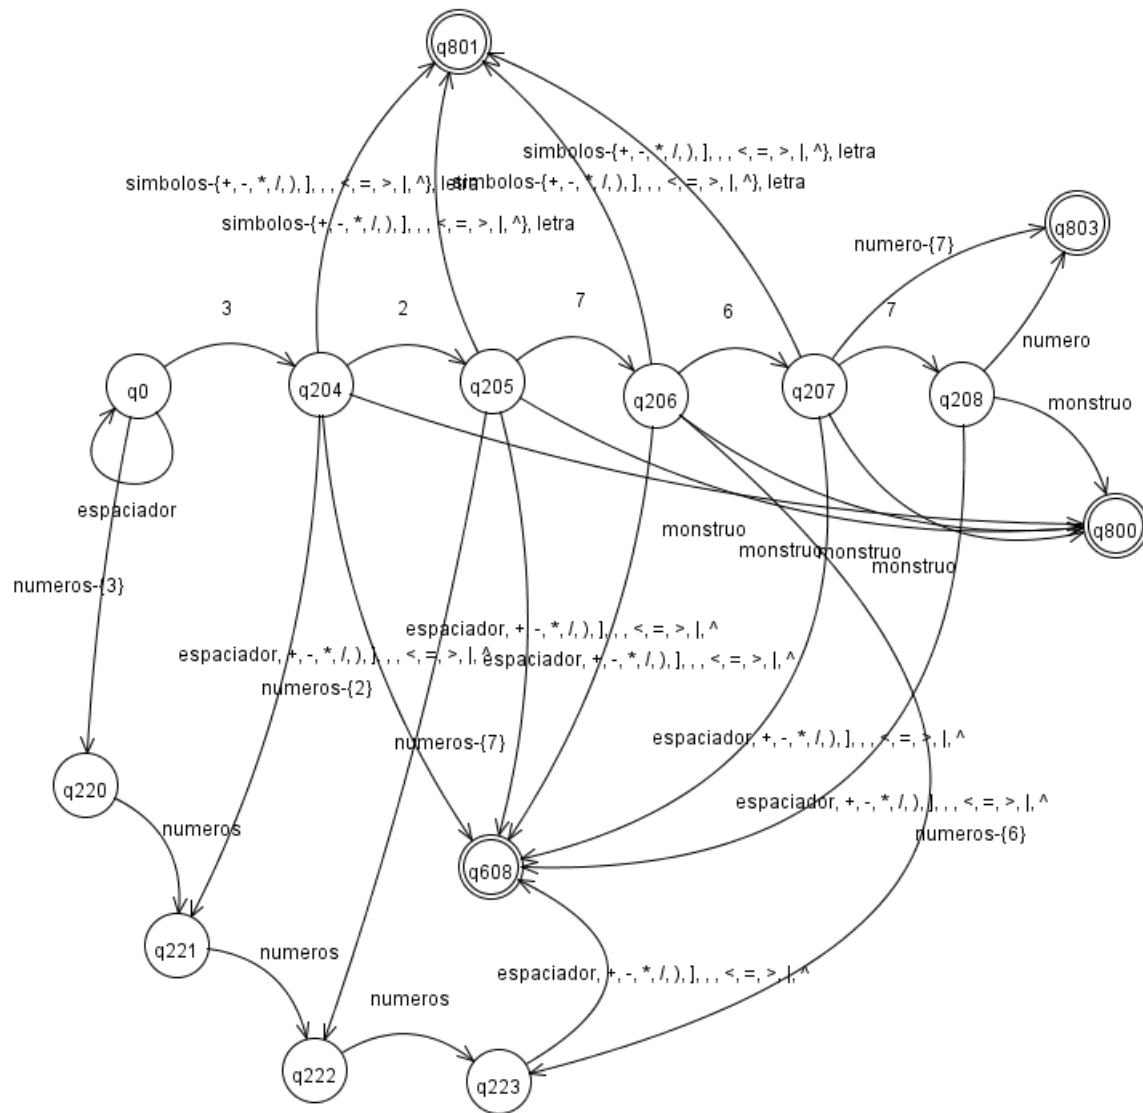 q801
simbolos-{+, -, *, /, ), ], , , <, =, >, |, ^}, letra
simbolos-{+, -, *, /, ), ], , , <, =, >, |, ^}, letra
simbolos-{+, -, *, /, ), ], , , <, =, >, |, ^}, letra
simbolos-{+, -, *, /, ), ], , , <, =, >, |, ^}, letra
q803
numero-{7}
3
2
7
6
7
numero
q0
q204
q205
q206
q207
q208
monstruo
espaciador
q800
monstruo
monstruo
monstruo
monstruo
numeros-{3}
espaciador, +, -, *, /, ), ], , , <, =, >, |, ^
espaciador, +, -, *, /, ), ], , , <, =, >, |, ^
espaciador, +, -, *, /, ), ], , , <, =, >, |, ^
numeros-{2}
numeros-{7}
espaciador, +, -, *, /, ), ], , , <, =, >, |, ^
q220
espaciador, +, -, *, /, ), ], , , <, =, >, |, ^
numeros
numeros-{6}
q608
q221
numeros
espaciador, +, -, *, /, ), ], , , <, =, >, |, ^
numeros
q222
q223